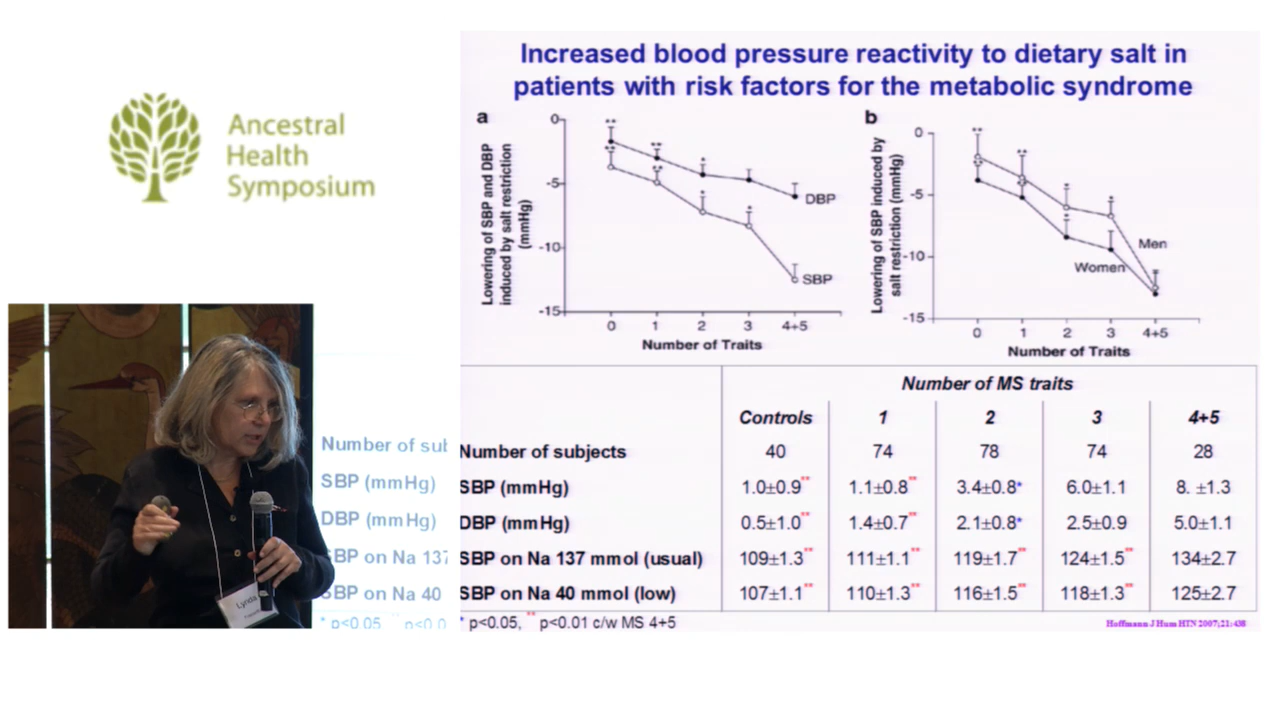 Ancestral
Health
Symposium
Increased blood pressure reactivity to dietary salt in
patients with risk factors for the metabolic syndrome
a
Lowering of SBP and DBP
induced by salt restriction
(mmHg)
0
-5
-10
-15
** ** * DBP
** ** * * SBP
0 1 2 3 4+5
Number of Traits
b
Lowering of SBP induced by
salt restriction (mmHg)
0
-5
-10
-15
Men
Women
0 1 2 3 4+5
Number of Traits
Number of MS traits
Controls 1 2 3 4+5
Number of subjects 40 74 78 74 28
SBP (mmHg) 1.0±0.9** 1.1±0.8** 3.4±0.8* 6.0±1.1 8. ±1.3
DBP (mmHg) 0.5±1.0** 1.4±0.7** 2.1±0.8* 2.5±0.9 5.0±1.1
SBP on Na 137 mmol (usual) 109±1.3** 111±1.1** 119±1.7** 124±1.5** 134±2.7
SBP on Na 40 mmol (low) 107±1.1** 110±1.3** 116±1.5** 118±1.3** 125±2.7
* p<0.05, ** p<0.01 c/w MS 4+5
Hoffmann J Hum HTN 2007;21:438
Number of sub
SBP (mmHg)
DBP (mmHg)
SBP on Na 137
SBP on Na 40
* p<0.05 ** p<0.0
Lynda